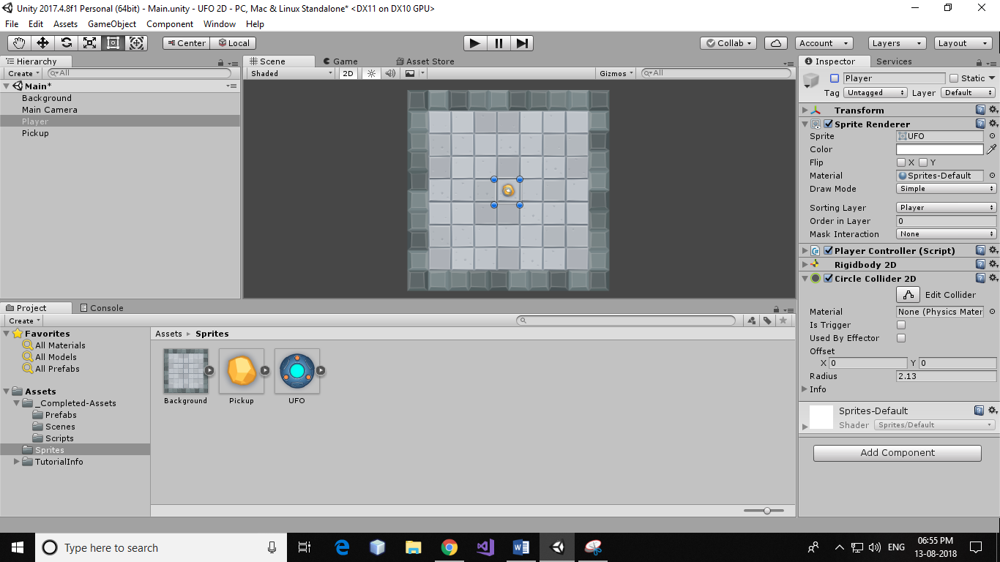 Unity 2017.4.8f1 Personal (64bit) - Main.unity - UFO 2D - PC, Mac & Linux Standalone* <DX11 on DX10 GPU>
File Edit Assets GameObject Component Window Help
Center Local Collab Account Layers Layout
Hierarchy
Create All
Main*
Background
Main Camera
Player
Pickup
Scene Game Asset Store
Shaded 2D Gizmos All
Inspector Services
Player Static
Tag Untagged Layer Default
Transform
Sprite Renderer
Sprite UFO
Color
Flip X Y
Material Sprites-Default
Draw Mode Simple
Sorting Layer Player
Order in Layer 0
Mask Interaction None
Player Controller (Script)
Rigidbody 2D
Circle Collider 2D
Edit Collider
Material None (Physics Mater
Is Trigger
Used By Effector
Offset
X 0 Y 0
Radius 2.13
Info
Sprites-Default
Shader Sprites/Default
Add Component
Project Console
Create
Favorites
All Materials
All Models
All Prefabs
Assets
_Completed-Assets
Prefabs
Scenes
Scripts
Sprites
TutorialInfo
Assets Sprites
Background Pickup UFO
Type here to search
ENG
06:55 PM
13-08-2018